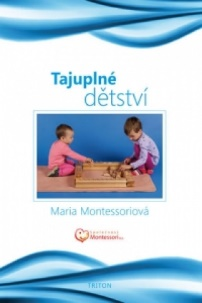 Tajuplné
dětství
Maria Montessoriová
Montessori
TRITON